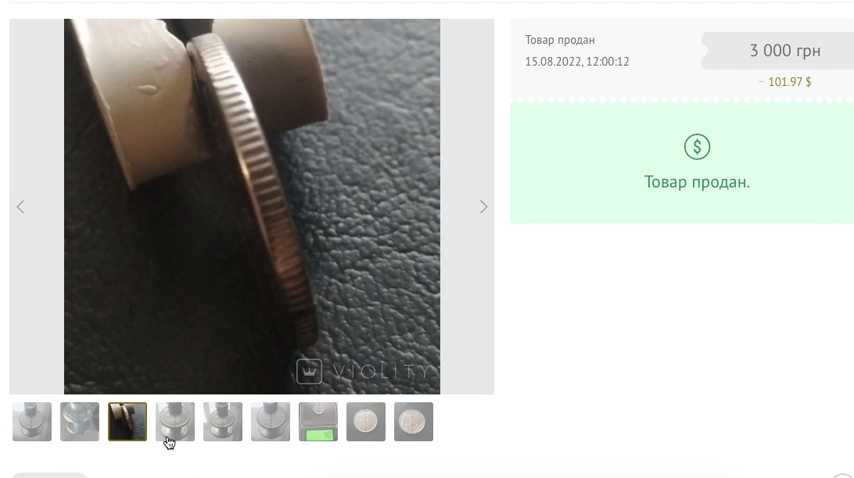 Товар продан
15.08.2022, 12:00:12
3 000 грн
~ 101.97 $
$
Товар продан.
VIOLITY